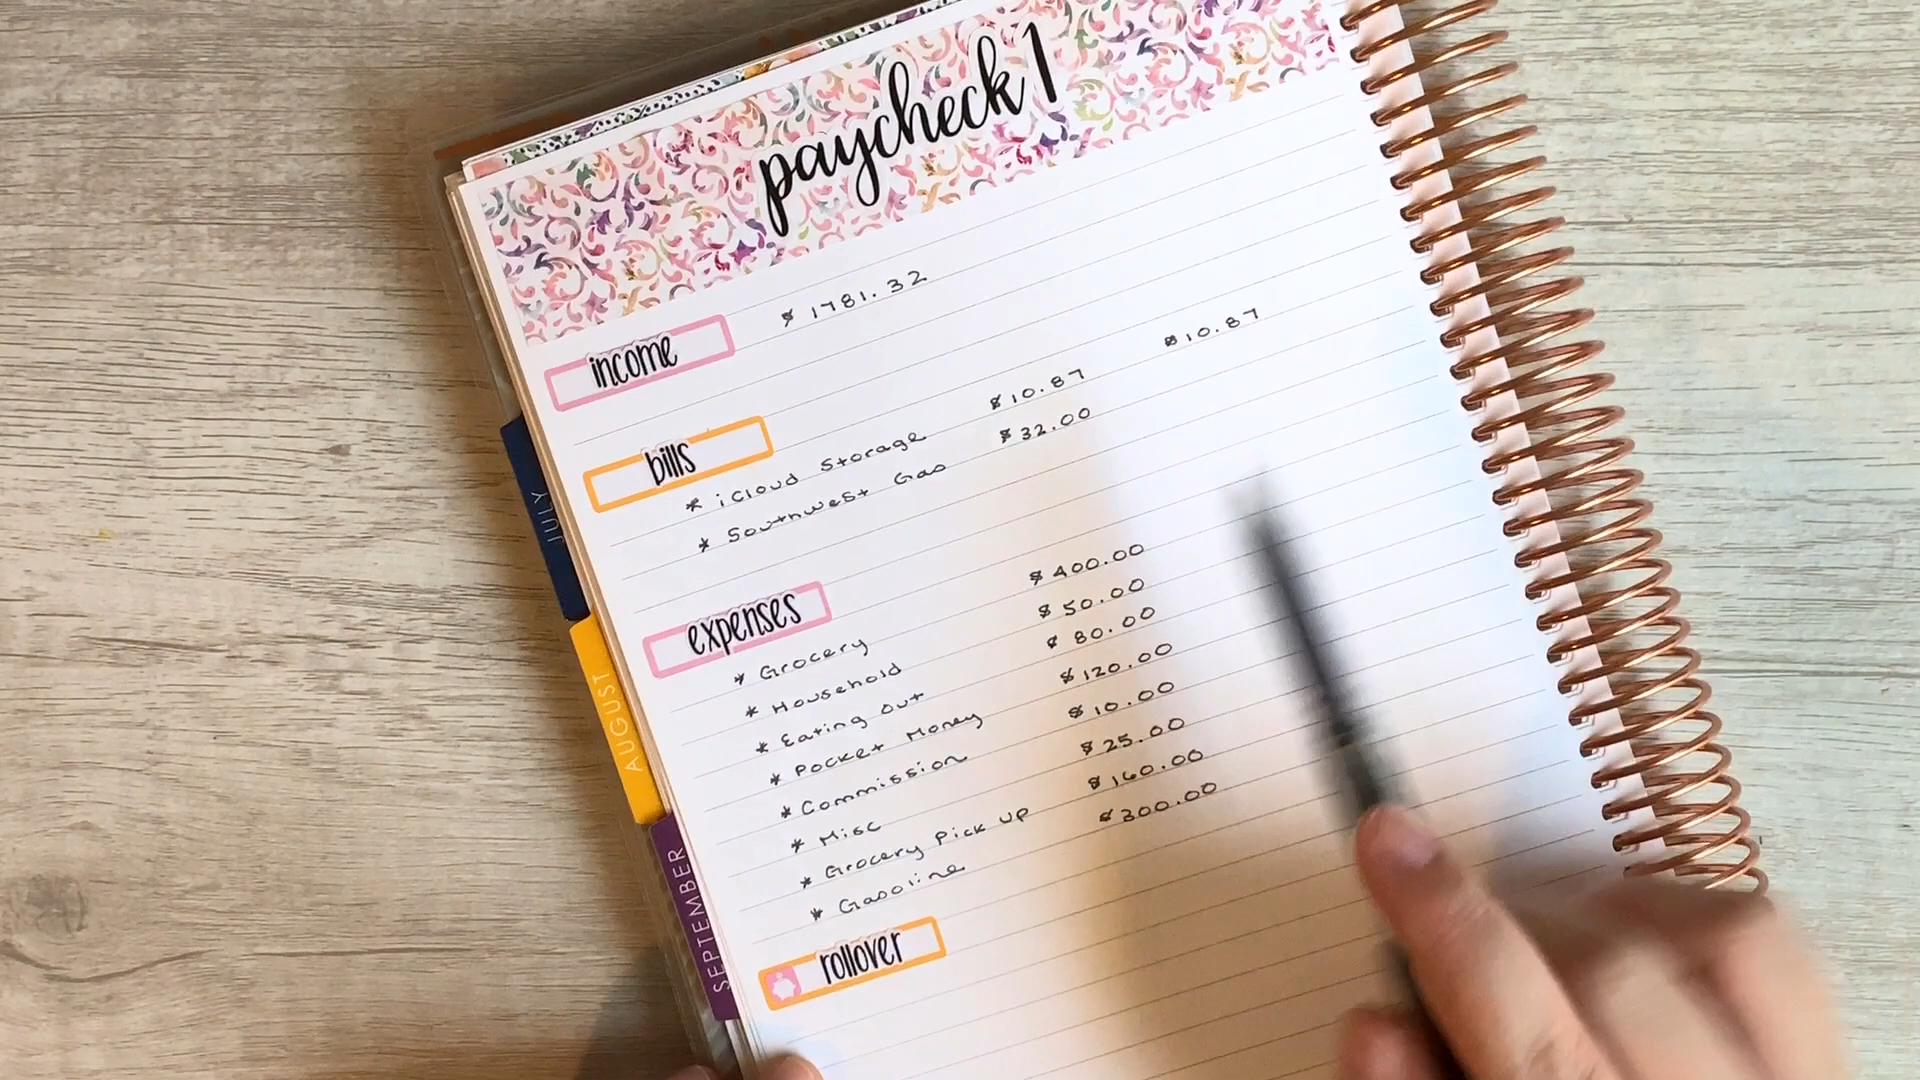 paycheck 1
income $1781.32
bills
* iCloud Storage $10.87 $10.87
* Southwest Gas $32.00
expenses
* Grocery $400.00
* Household $50.00
* Eating Out $80.00
* Pocket Money $120.00
* Commission $10.00
* Misc $25.00
* Grocery Pick Up $160.00
* Gasoline $300.00
rollover
JULY
AUGUST
SEPTEMBER